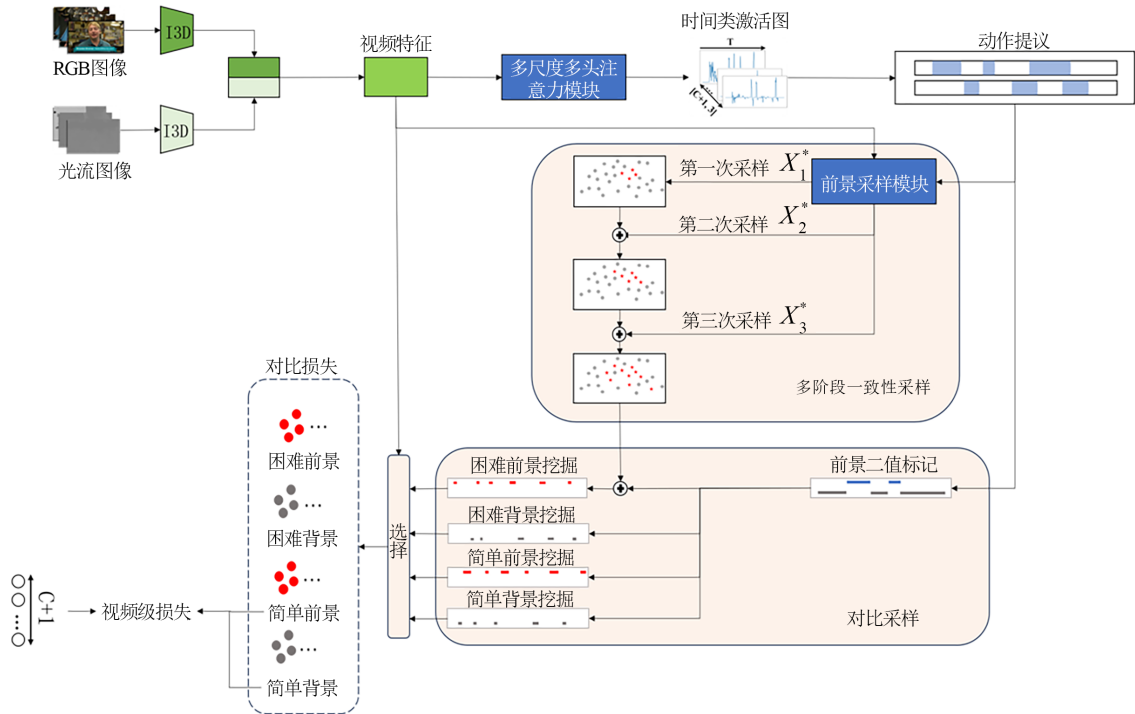 I3D
RGB图像
I3D
光流图像
视频特征
多尺度多头注
意力模块
时间类激活图
T
...
[C+1, 3]
动作提议
第一次采样 X₁*
前景采样模块
第二次采样 X₂*
第三次采样 X₃*
多阶段一致性采样
对比损失
...
困难前景
...
困难背景
...
简单前景
...
简单背景
选择
困难前景挖掘
前景二值标记
困难背景挖掘
简单前景挖掘
简单背景挖掘
对比采样
C+1
视频级损失